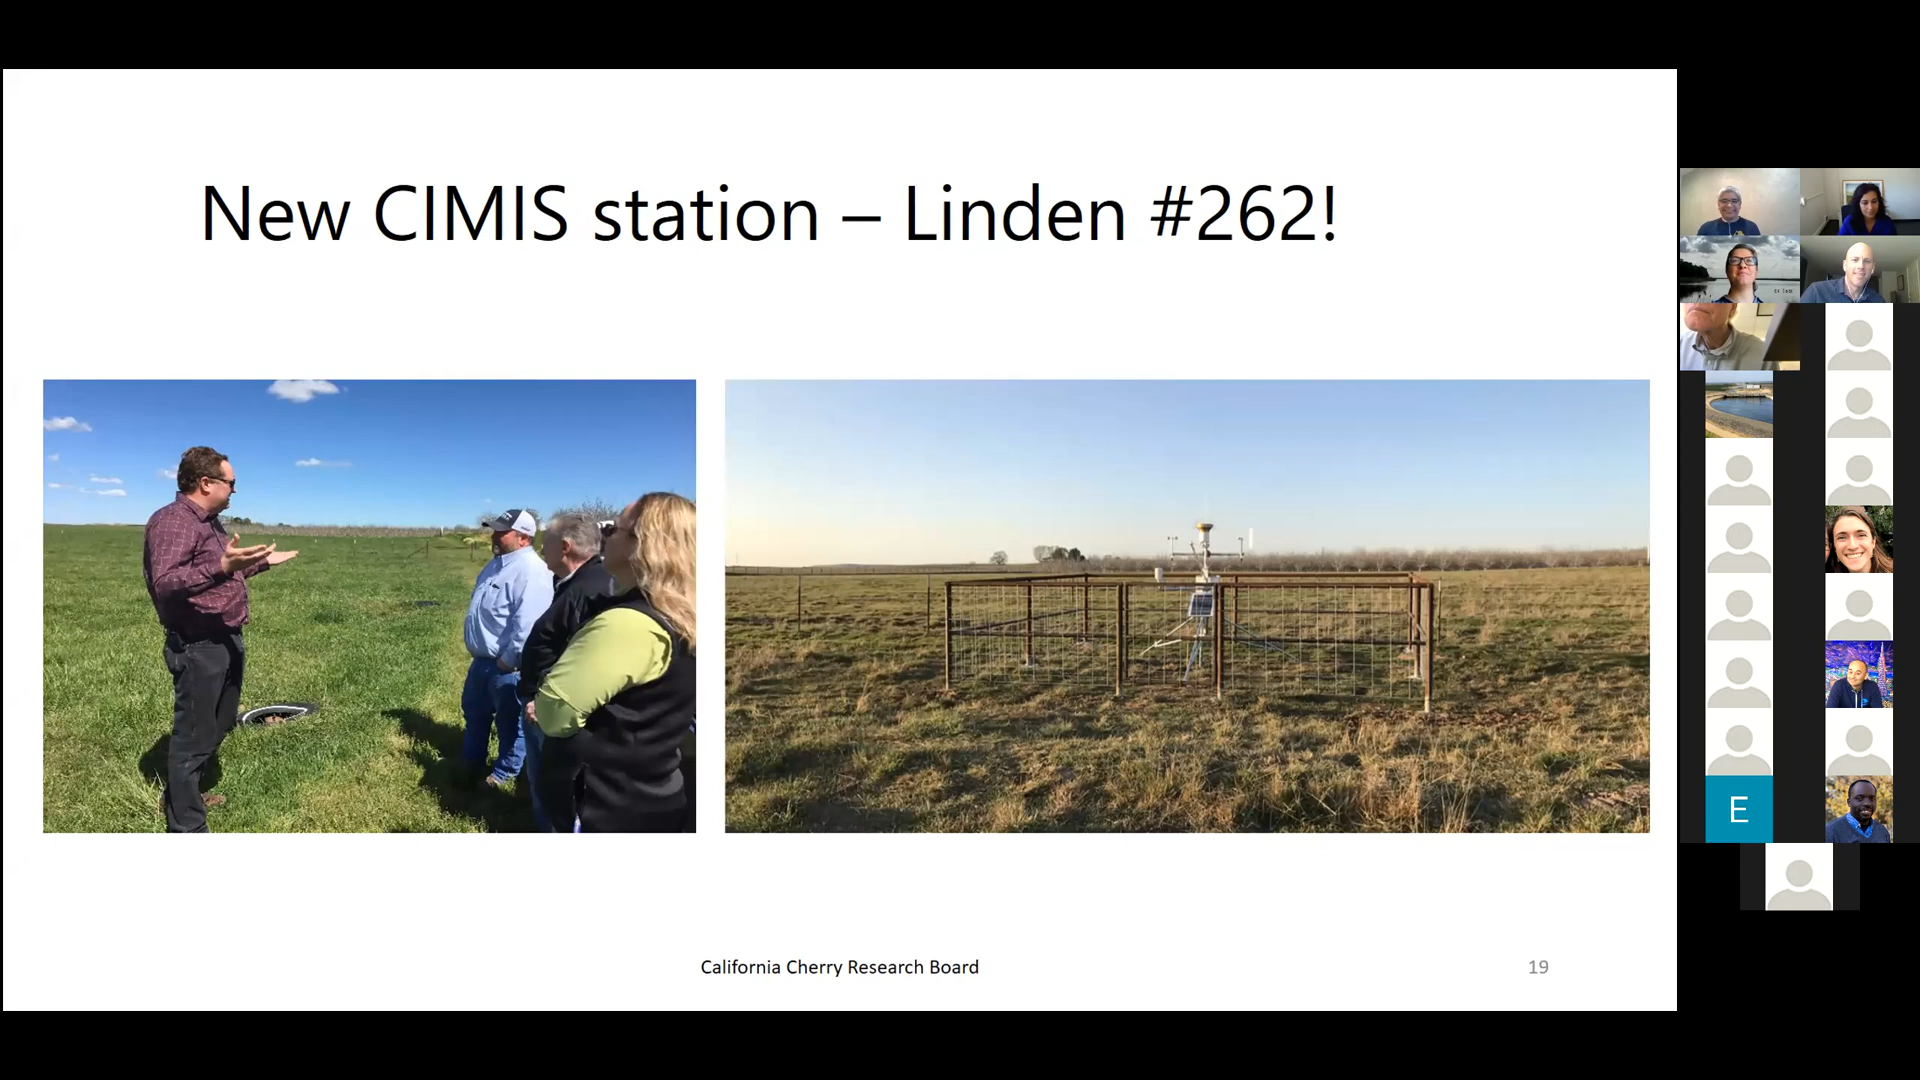 New CIMIS station – Linden #262!
E
California Cherry Research Board
19